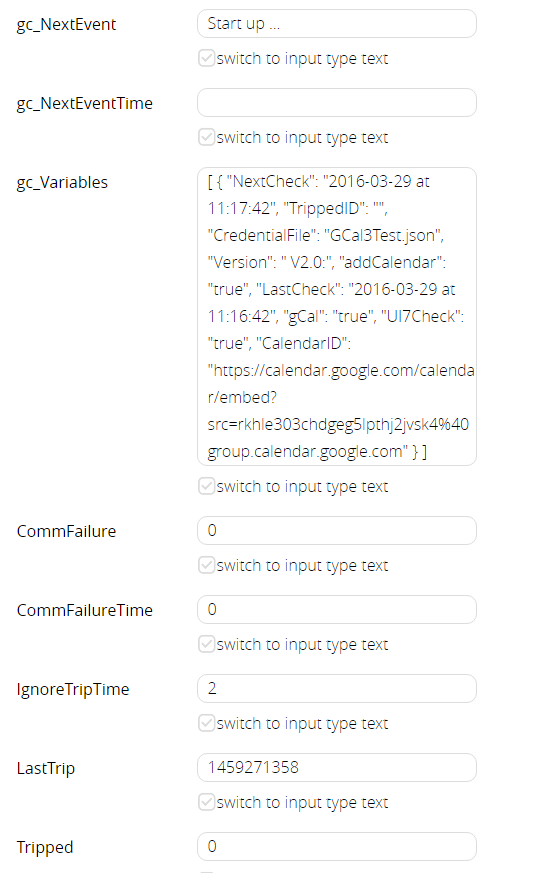 gc_NextEvent
Start up ...
switch to input type text
gc_NextEventTime
switch to input type text
gc_Variables
[ { "NextCheck": "2016-03-29 at
11:17:42", "TrippedID": "",
"CredentialFile": "GCal3Test.json",
"Version": " V2.0:", "addCalendar":
"true", "LastCheck": "2016-03-29 at
11:16:42", "gCal": "true", "UI7Check":
"true", "CalendarID":
"https://calendar.google.com/calenda
r/embed?
src=rkhle303chdgeg5lpthj2jvsk4%40
group.calendar.google.com" } ]
switch to input type text
CommFailure
0
switch to input type text
CommFailureTime
0
switch to input type text
IgnoreTripTime
2
switch to input type text
LastTrip
1459271358
switch to input type text
Tripped
0